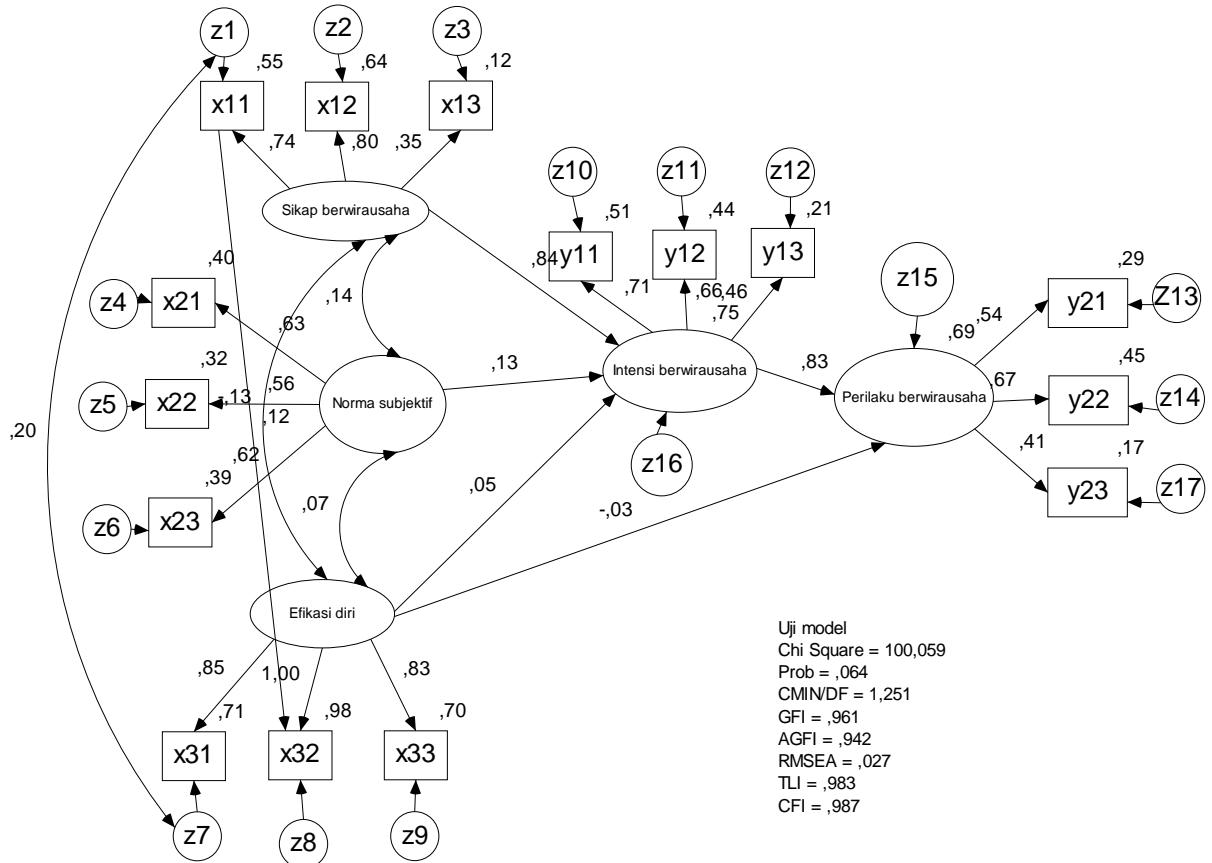 z1
z2
z3
,55
,64
,12
x11
x12
x13
,74
,80
,35
z10
z11
z12
Sikap berwirausaha
,51
,44
,21
y11
y12
y13
,84
,40
,71
,66
,46
,75
z15
,29
z4
x21
,14
,63
y21
Z13
,54
,69
,32
,56
,13
Intensi berwirausaha
,83
,45
z5
x22
-,13
,12
Norma subjektif
Perilaku berwirausaha
,67
y22
z14
,20
,62
,39
z16
,41
,17
z6
x23
,07
,05
-,03
y23
z17
Efikasi diri
,85
1,00
,83
,71
,98
,70
x31
x32
x33
z7
z8
z9
Uji model
Chi Square = 100,059
Prob = ,064
CMIN/DF = 1,251
GFI = ,961
AGFI = ,942
RMSEA = ,027
TLI = ,983
CFI = ,987